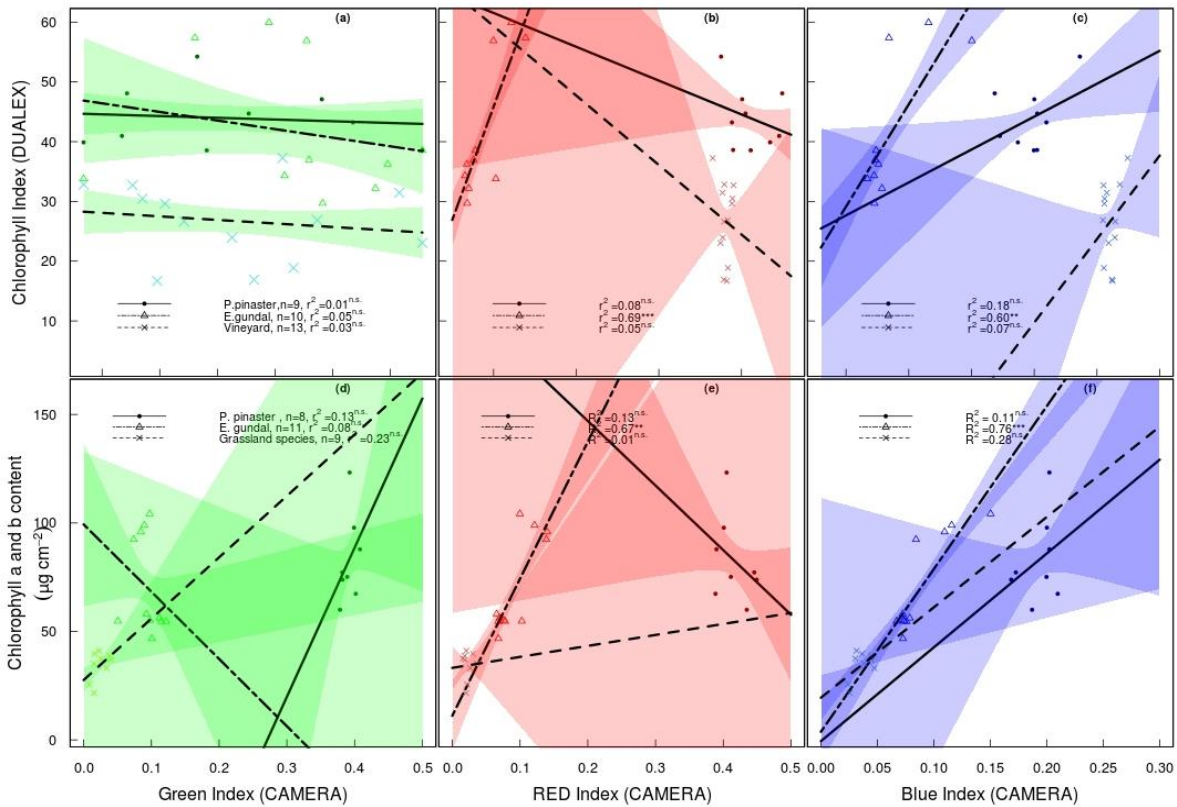 (a)
(b)
(c)
60
50
40
30
20
10
Chlorophyll Index (DUALEX)
P.pinaster,n=9, r² =0.01n.s.
E.gundal, n=10, r² =0.05n.s.
Vineyard, n=13, r² =0.03n.s.
r² =0.08n.s.
r² =0.69***
r² =0.05n.s.
r² =0.18n.s.
r² =0.60**
r² =0.07n.s.
(d)
(e)
(f)
150
100
50
0
Chlorophyll a and b content
(µg cm⁻²)
P. pinaster , n=8, r² =0.13n.s.
E. gundal, n=11, r² =0.08n.s.
Grassland species, n=9, =0.23n.s.
R² =0.13n.s.
R² =0.67**
R² =0.01n.s.
R² =0.11n.s.
R² =0.76***
R² =0.28n.s.
0.0 0.1 0.2 0.3 0.4 0.5
0.0 0.1 0.2 0.3 0.4 0.5
0.00 0.05 0.10 0.15 0.20 0.25 0.30
Green Index (CAMERA)
RED Index (CAMERA)
Blue Index (CAMERA)